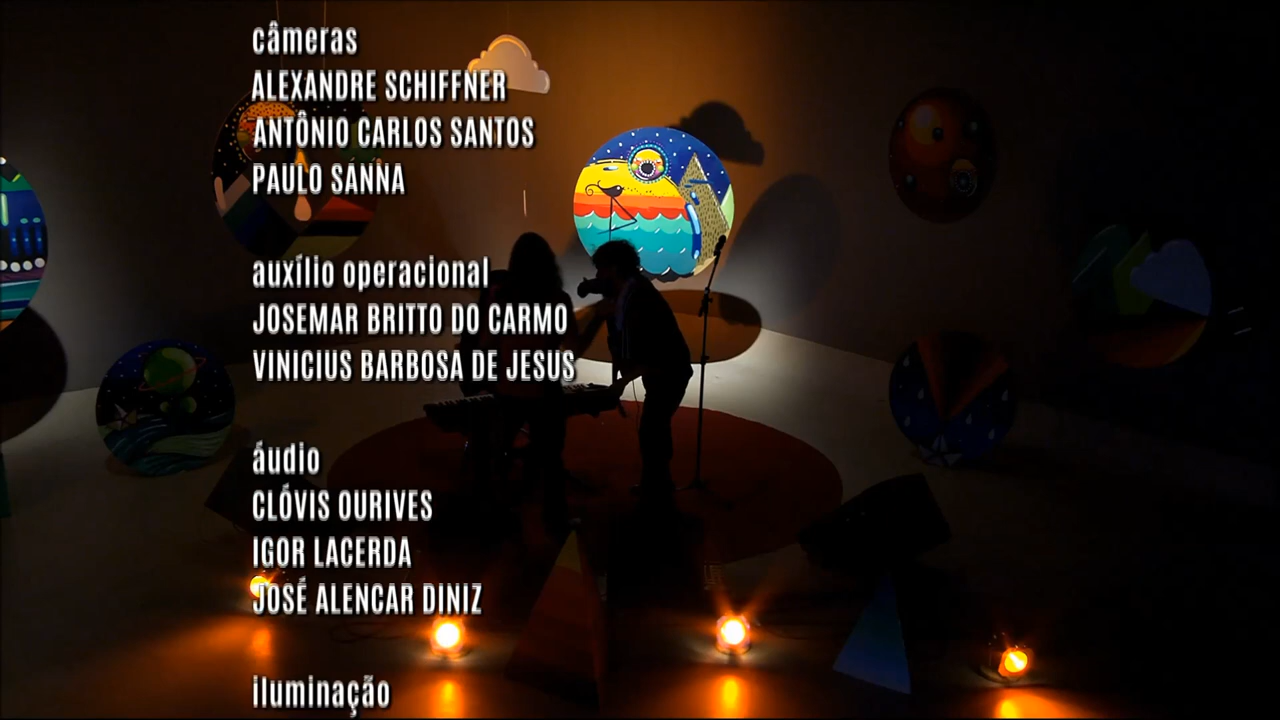 câmeras
ALEXANDRE SCHIFFNER
ANTÔNIO CARLOS SANTOS
PAULO SANNA
auxílio operacional
JOSEMAR BRITTO DO CARMO
VINICIUS BARBOSA DE JESUS
áudio
CLÓVIS OURIVES
IGOR LACERDA
JOSÉ ALENCAR DINIZ
iluminação